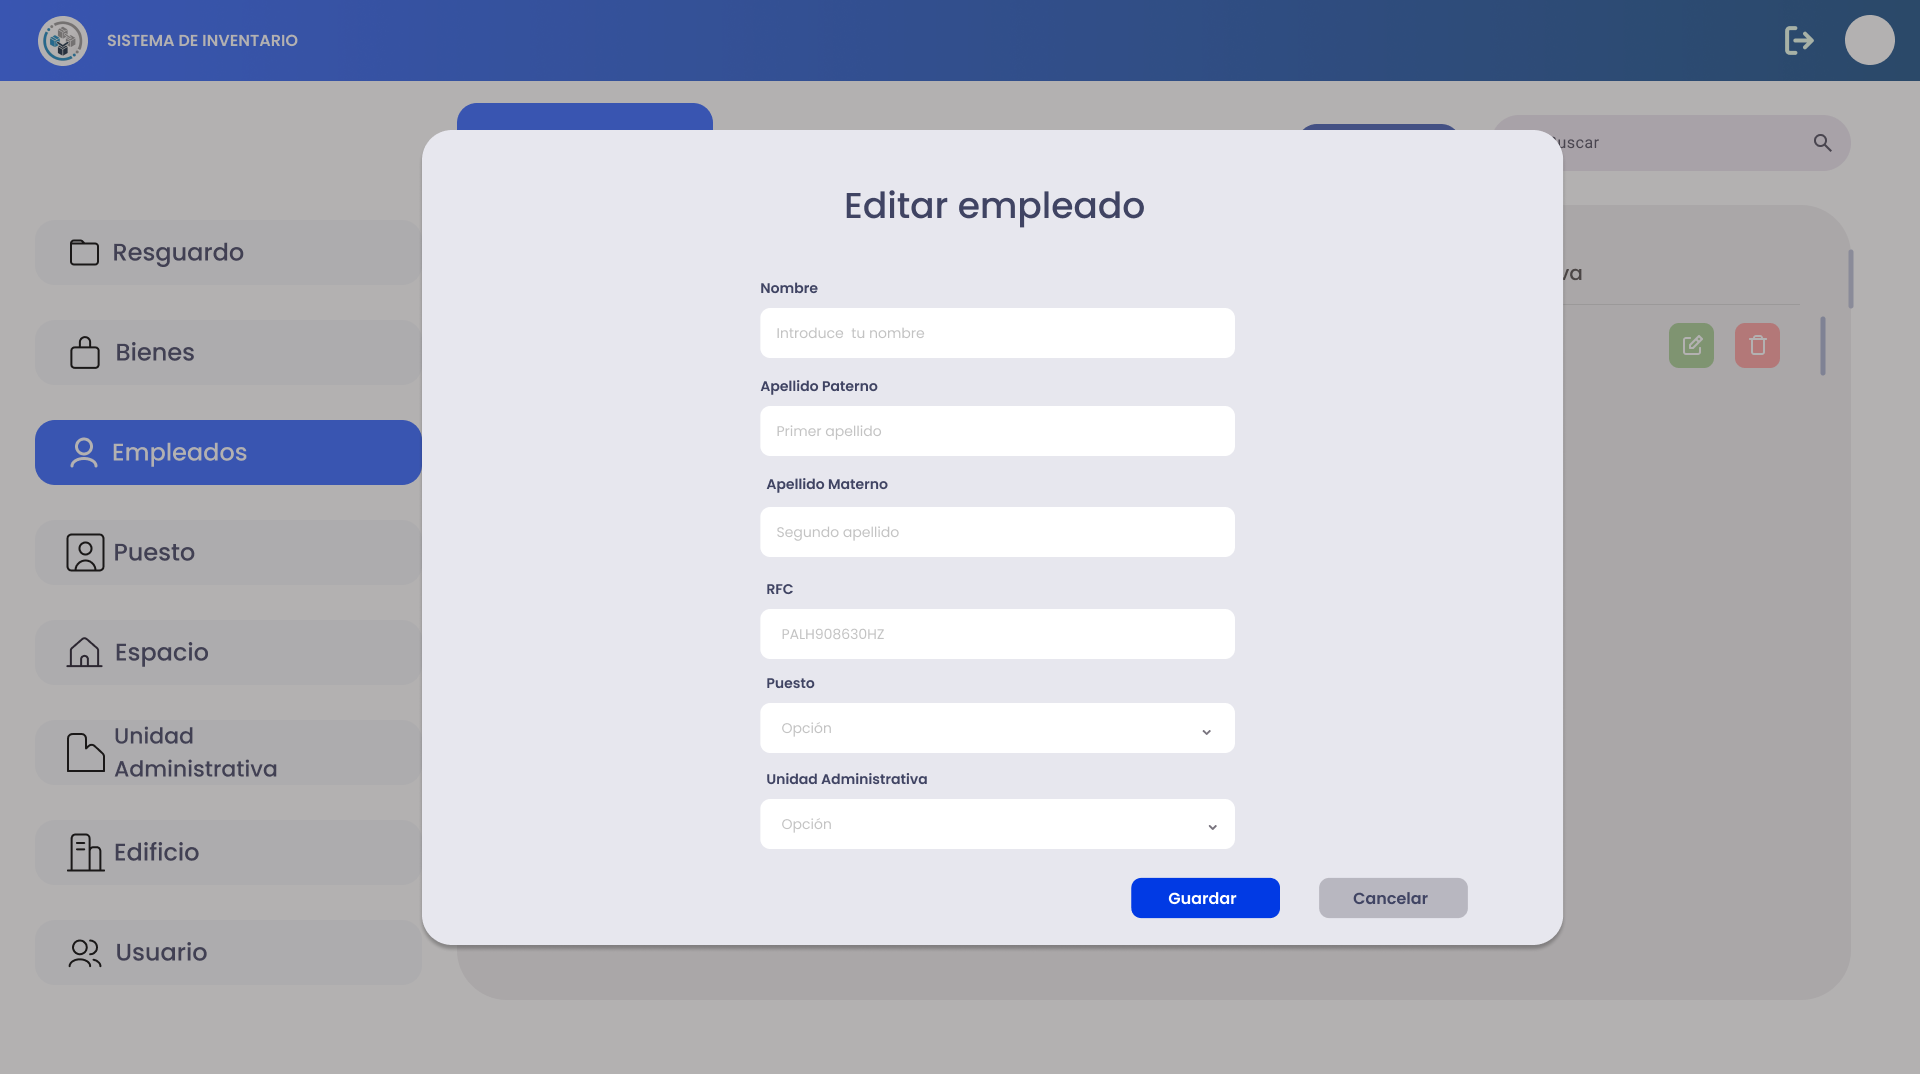 SISTEMA DE INVENTARIO
uscar
Resguardo
Bienes
Empleados
Puesto
Espacio
Unidad
Administrativa
Edificio
Usuario
Editar empleado
Nombre
Introduce  tu nombre
Apellido Paterno
Primer apellido
Apellido Materno
Segundo apellido
RFC
PALH908630HZ
Puesto
Opción
Unidad Administrativa
Opción
Guardar
Cancelar
va